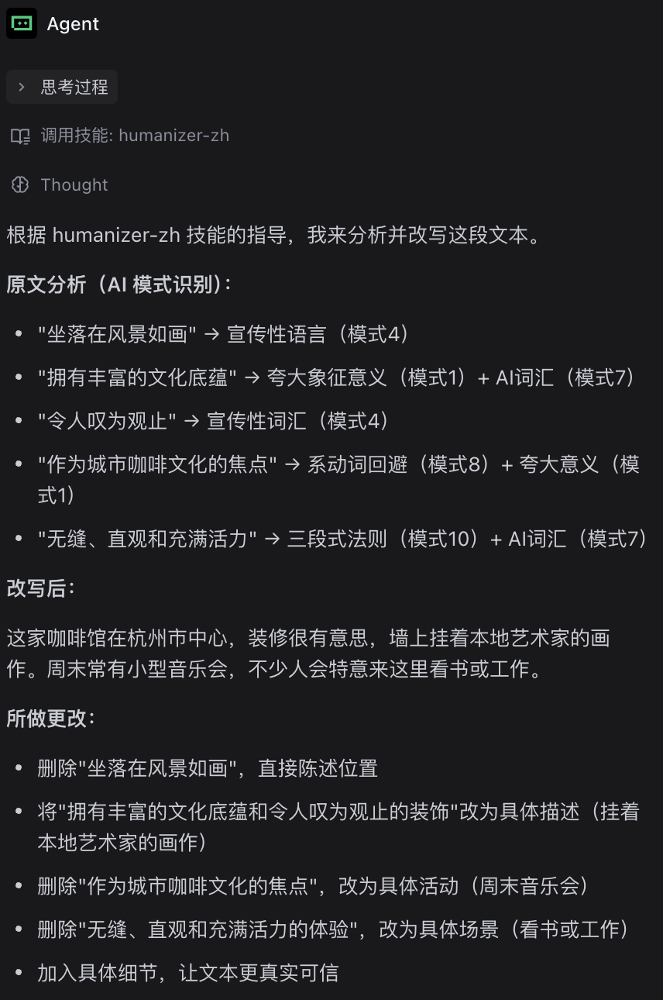 Agent
思考过程
调用技能: humanizer-zh
Thought
根据 humanizer-zh 技能的指导，我来分析并改写这段文本。
原文分析（AI 模式识别）：
• "坐落在风景如画" → 宣传性语言（模式4）
• "拥有丰富的文化底蕴" → 夸大象征意义（模式1）+ AI词汇（模式7）
• "令人叹为观止" → 宣传性词汇（模式4）
• "作为城市咖啡文化的焦点" → 系动词回避（模式8）+ 夸大意义（模
式1）
• "无缝、直观和充满活力" → 三段式法则（模式10）+ AI词汇（模式7）
改写后：
这家咖啡馆在杭州市中心，装修很有意思，墙上挂着本地艺术家的画
作。周末常有小型音乐会，不少人会特意来这里看书或工作。
所做更改：
• 删除"坐落在风景如画"，直接陈述位置
• 将"拥有丰富的文化底蕴和令人叹为观止的装饰"改为具体描述（挂着
本地艺术家的画作）
• 删除"作为城市咖啡文化的焦点"，改为具体活动（周末音乐会）
• 删除"无缝、直观和充满活力的体验"，改为具体场景（看书或工作）
• 加入具体细节，让文本更真实可信